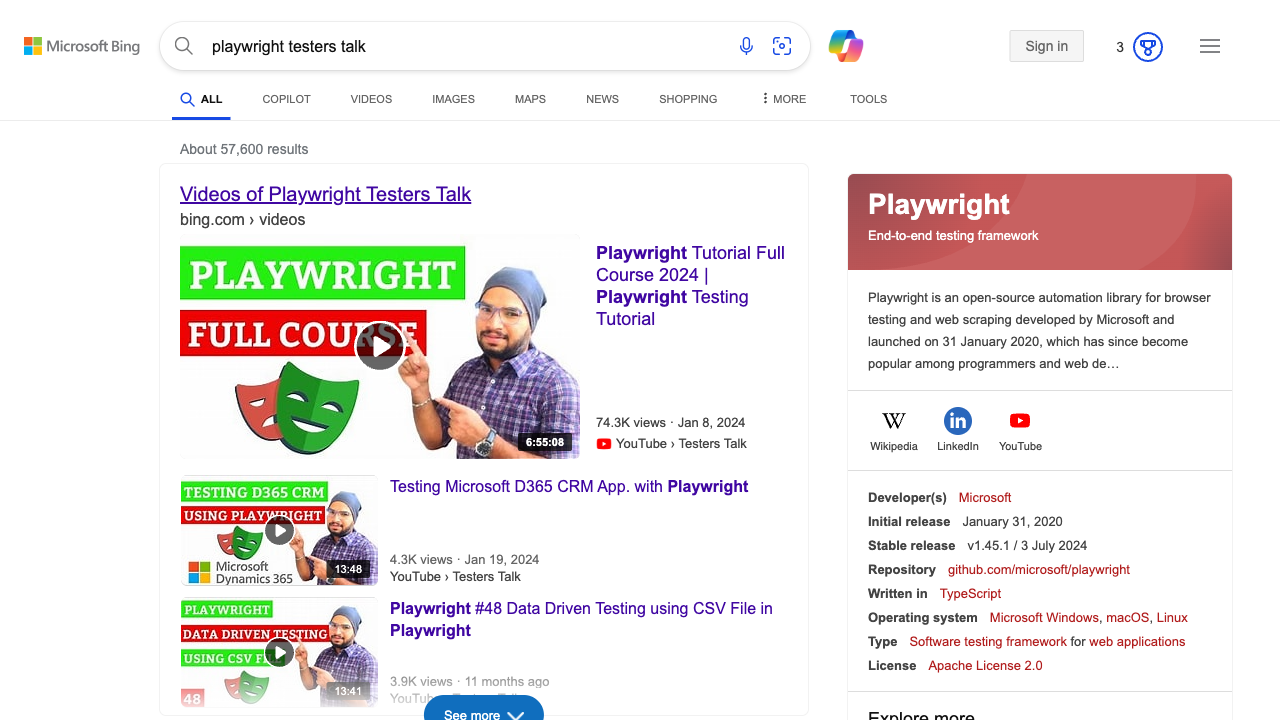 Microsoft Bing
playwright testers talk
Sign in
3
ALL
COPILOT
VIDEOS
IMAGES
MAPS
NEWS
SHOPPING
MORE
TOOLS
About 57,600 results
Videos of Playwright Testers Talk
bing.com › videos
PLAYWRIGHT
FULL COURSE
6:55:08
Playwright Tutorial Full
Course 2024 |
Playwright Testing
Tutorial
74.3K views · Jan 8, 2024
YouTube › Testers Talk
TESTING D365 CRM
USING PLAYWRIGHT
Microsoft
Dynamics 365
13:48
Testing Microsoft D365 CRM App. with Playwright
4.3K views · Jan 19, 2024
YouTube › Testers Talk
PLAYWRIGHT
DATA DRIVEN TESTING
USING CSV FILE
48
13:41
Playwright #48 Data Driven Testing using CSV File in
Playwright
3.9K views · 11 months ago
YouTube › Testers Talk
See more
Playwright
End-to-end testing framework
Playwright is an open-source automation library for browser
testing and web scraping developed by Microsoft and
launched on 31 January 2020, which has since become
popular among programmers and web de…
W
in
Wikipedia
LinkedIn
YouTube
Developer(s) Microsoft
Initial release January 31, 2020
Stable release v1.45.1 / 3 July 2024
Repository github.com/microsoft/playwright
Written in TypeScript
Operating system Microsoft Windows, macOS, Linux
Type Software testing framework for web applications
License Apache License 2.0
Explore more